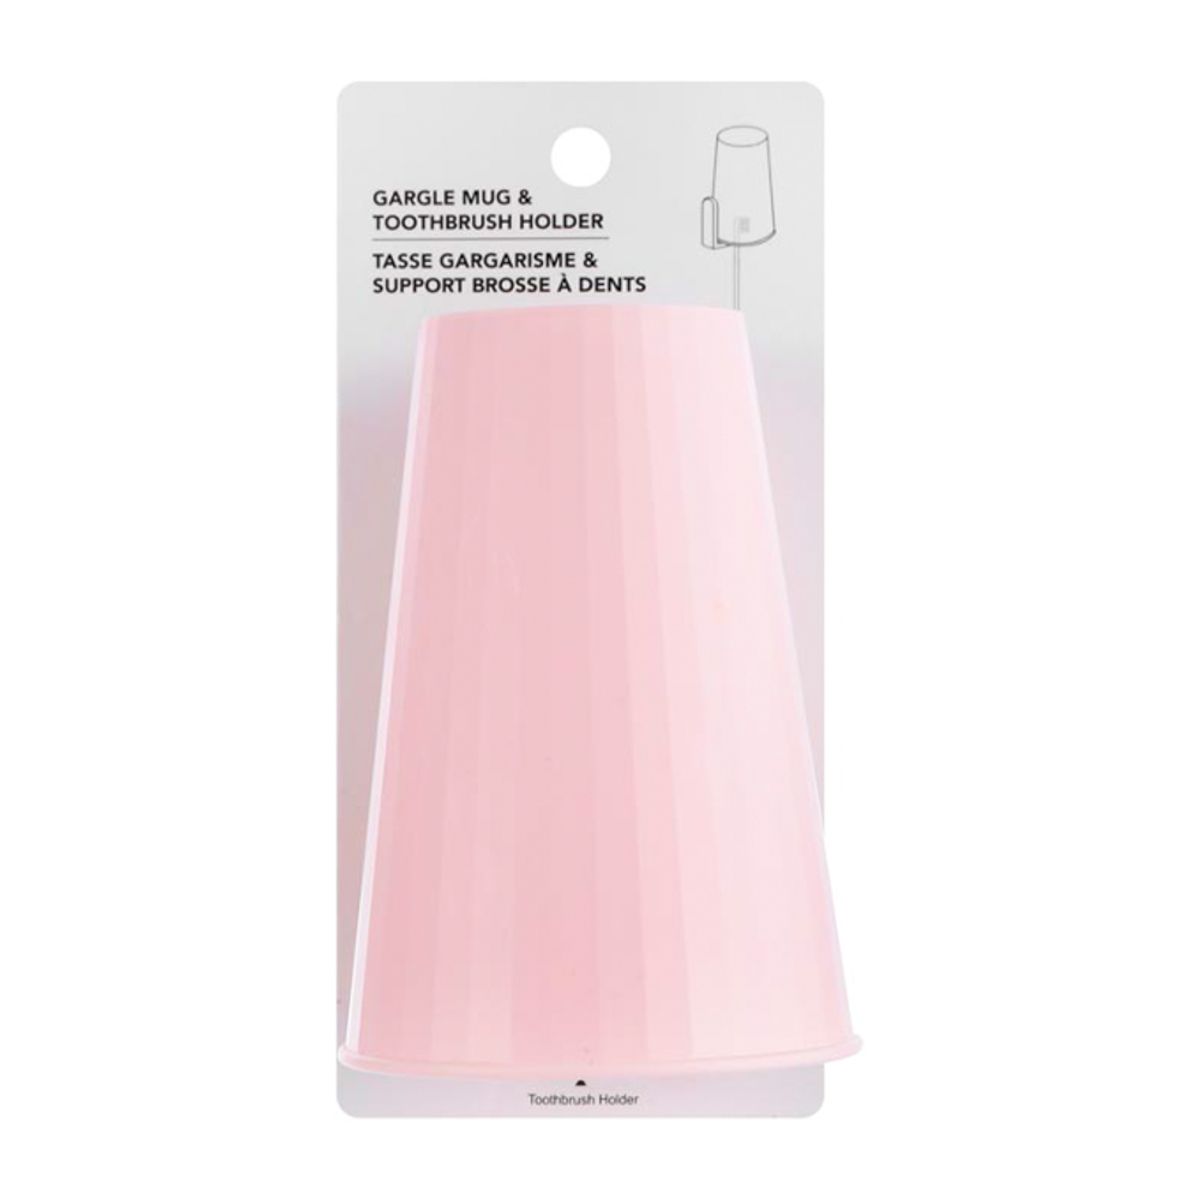 GARGLE MUG &
TOOTHBRUSH HOLDER
TASSE GARGARISME &
SUPPORT BROSSE À DENTS
Toothbrush Holder